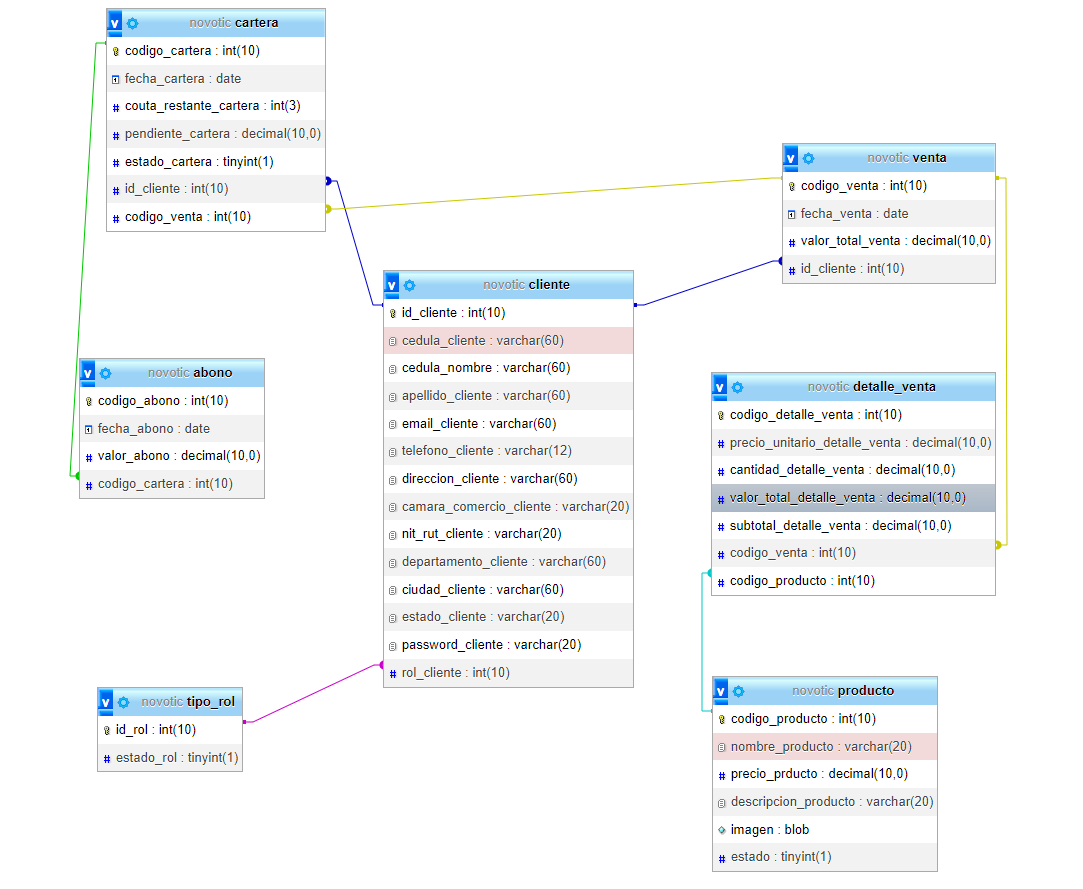 novotic cartera
codigo_cartera : int(10)
fecha_cartera : date
couta_restante_cartera : int(3)
pendiente_cartera : decimal(10,0)
estado_cartera : tinyint(1)
id_cliente : int(10)
codigo_venta : int(10)
novotic venta
codigo_venta : int(10)
fecha_venta : date
valor_total_venta : decimal(10,0)
id_cliente : int(10)
novotic cliente
id_cliente : int(10)
cedula_cliente : varchar(60)
cedula_nombre : varchar(60)
apellido_cliente : varchar(60)
email_cliente : varchar(60)
telefono_cliente : varchar(12)
direccion_cliente : varchar(60)
camara_comercio_cliente : varchar(20)
nit_rut_cliente : varchar(20)
departamento_cliente : varchar(60)
ciudad_cliente : varchar(60)
estado_cliente : varchar(20)
password_cliente : varchar(20)
rol_cliente : int(10)
novotic abono
codigo_abono : int(10)
fecha_abono : date
valor_abono : decimal(10,0)
codigo_cartera : int(10)
novotic detalle_venta
codigo_detalle_venta : int(10)
precio_unitario_detalle_venta : decimal(10,0)
cantidad_detalle_venta : decimal(10,0)
valor_total_detalle_venta : decimal(10,0)
subtotal_detalle_venta : decimal(10,0)
codigo_venta : int(10)
codigo_producto : int(10)
novotic tipo_rol
id_rol : int(10)
estado_rol : tinyint(1)
novotic producto
codigo_producto : int(10)
nombre_producto : varchar(20)
precio_prducto : decimal(10,0)
descripcion_producto : varchar(20)
imagen : blob
estado : tinyint(1)